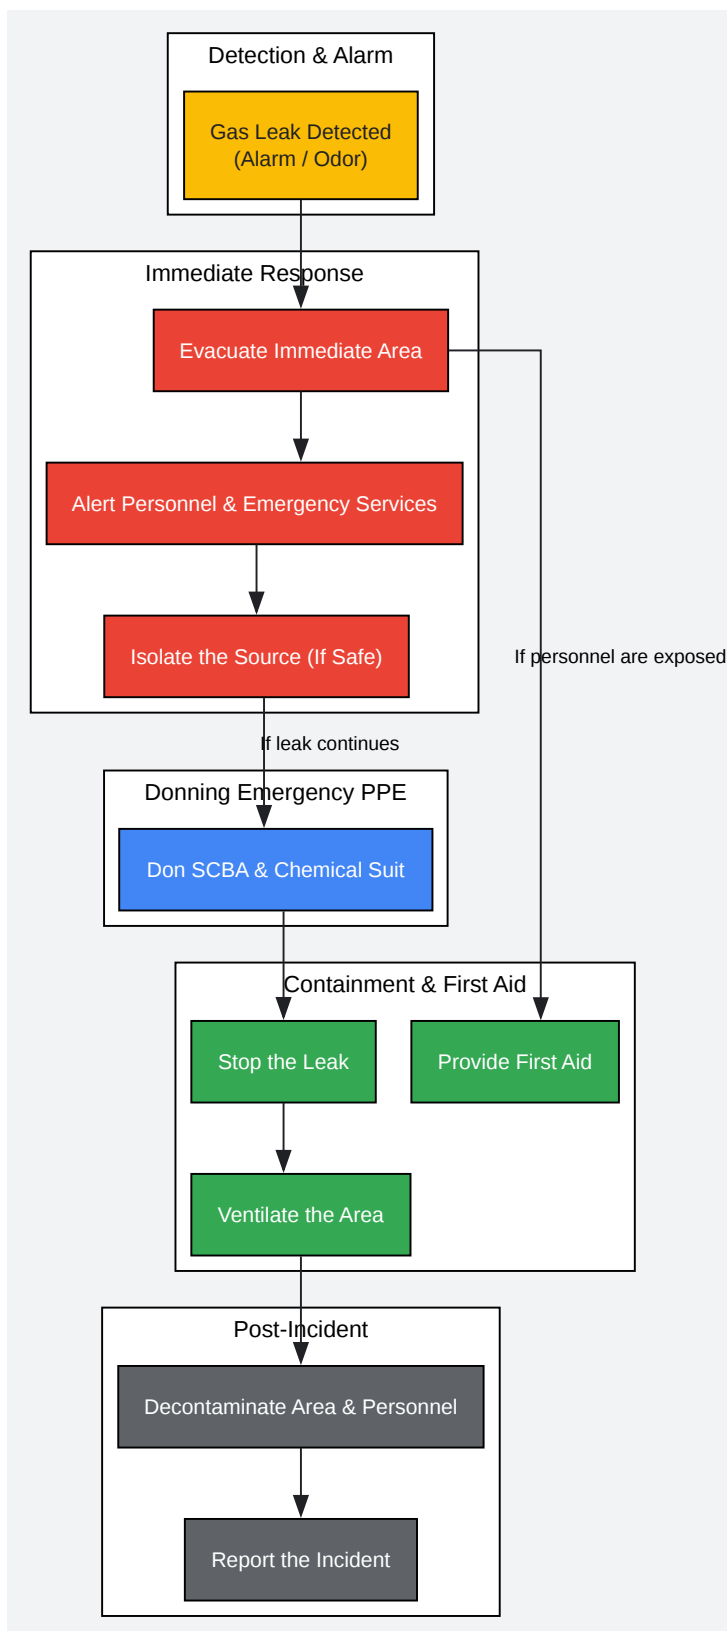 Detection & Alarm
Gas Leak Detected
(Alarm / Odor)
Immediate Response
Evacuate Immediate Area
Alert Personnel & Emergency Services
Isolate the Source (If Safe)
If personnel are exposed
If leak continues
Donning Emergency PPE
Don SCBA & Chemical Suit
Containment & First Aid
Stop the Leak
Provide First Aid
Ventilate the Area
Post-Incident
Decontaminate Area & Personnel
Report the Incident